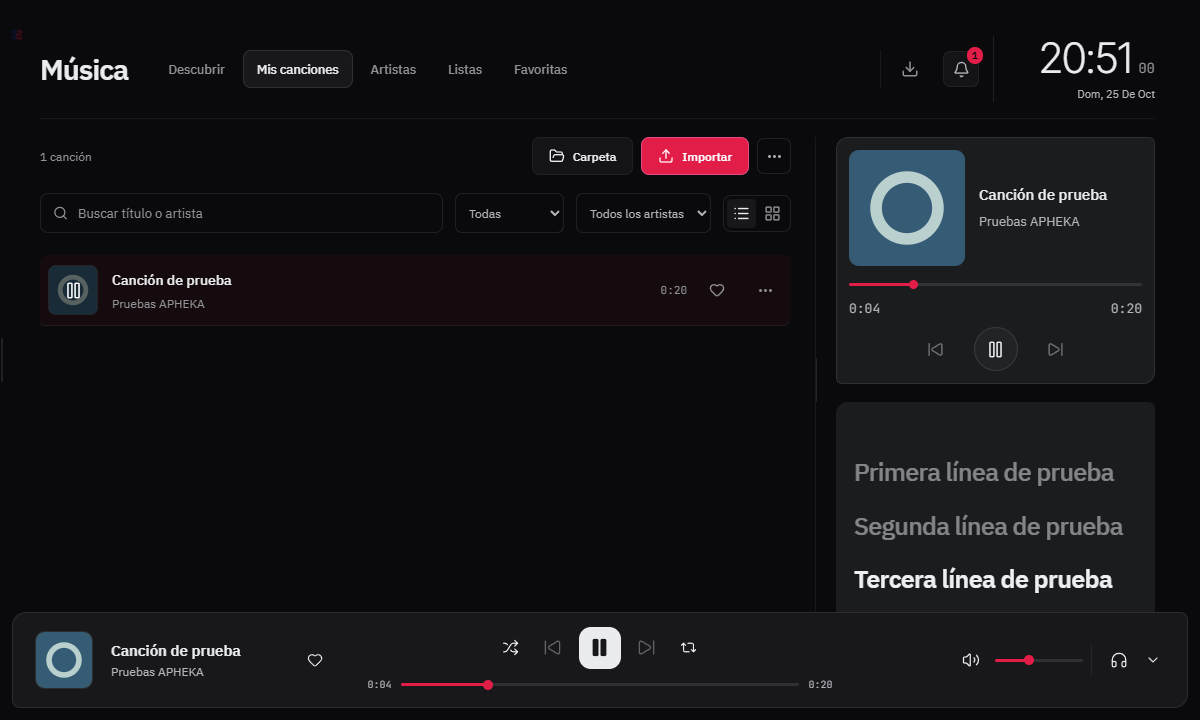 Música
Descubrir
Mis canciones
Artistas
Listas
Favoritas
1
20:51 00
Dom, 25 De Oct
1 canción
Carpeta
Importar
Buscar título o artista
Todas
Todos los artistas
Canción de prueba
Pruebas APHEKA
0:20
Canción de prueba
Pruebas APHEKA
0:04
0:20
Primera línea de prueba
Segunda línea de prueba
Tercera línea de prueba
Canción de prueba
Pruebas APHEKA
0:04
0:20